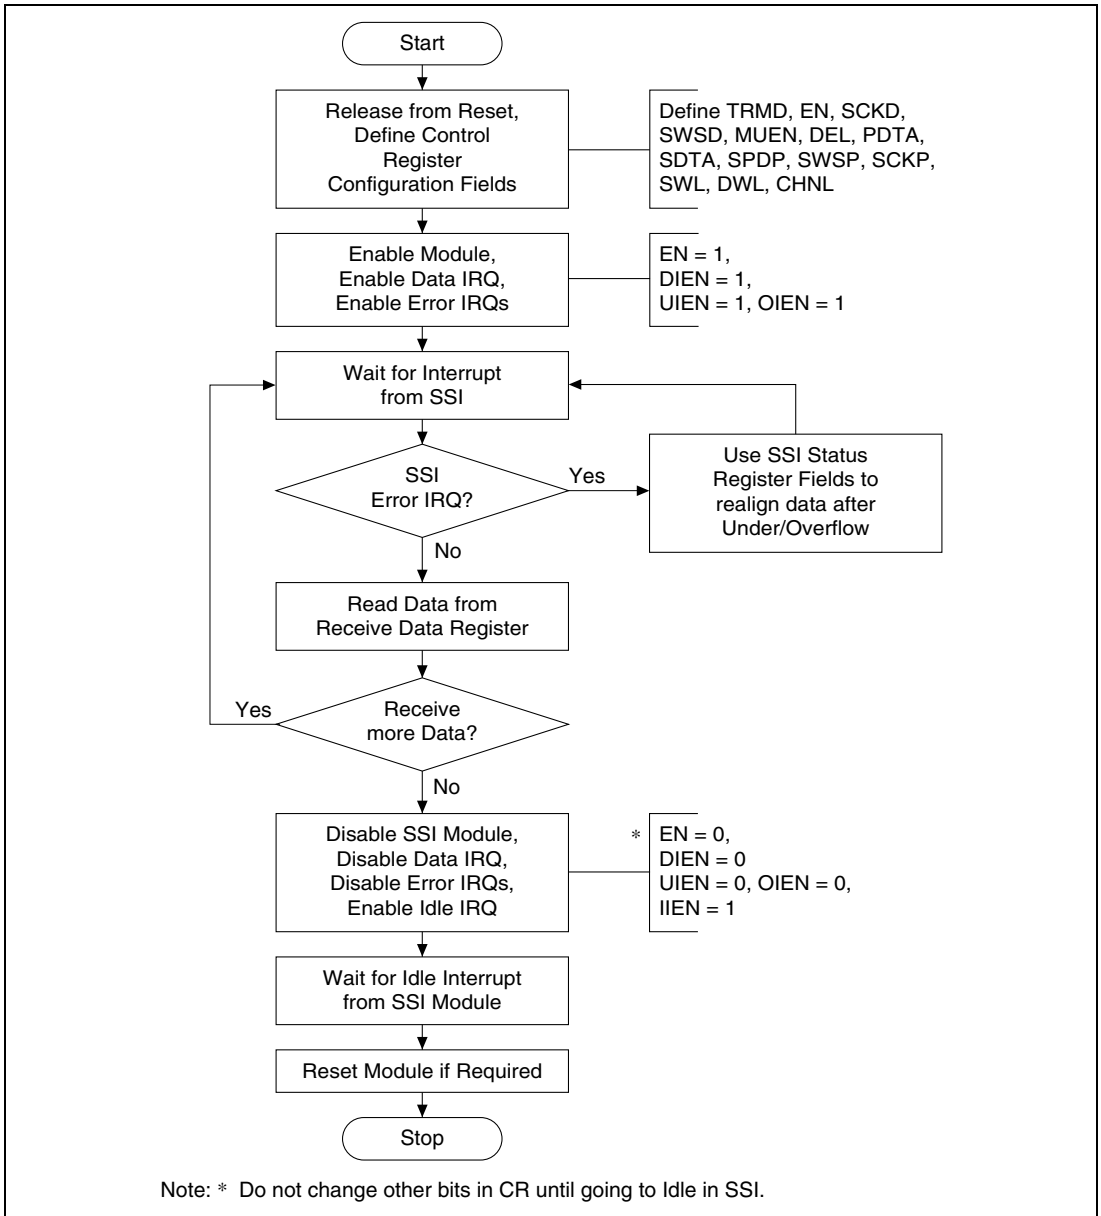 Start
Release from Reset,
Define Control
Register
Configuration Fields
Define TRMD, EN, SCKD,
SWSD, MUEN, DEL, PDTA,
SDTA, SPDP, SWSP, SCKP,
SWL, DWL, CHNL
Enable Module,
Enable Data IRQ,
Enable Error IRQs
EN = 1,
DIEN = 1,
UIEN = 1, OIEN = 1
Wait for Interrupt
from SSI
SSI
Error IRQ?
Yes
Use SSI Status
Register Fields to
realign data after
Under/Overflow
No
Read Data from
Receive Data Register
Receive
more Data?
Yes
No
Disable SSI Module,
Disable Data IRQ,
Disable Error IRQs,
Enable Idle IRQ
* EN = 0,
DIEN = 0
UIEN = 0, OIEN = 0,
IIEN = 1
Wait for Idle Interrupt
from SSI Module
Reset Module if Required
Stop
Note: * Do not change other bits in CR until going to Idle in SSI.